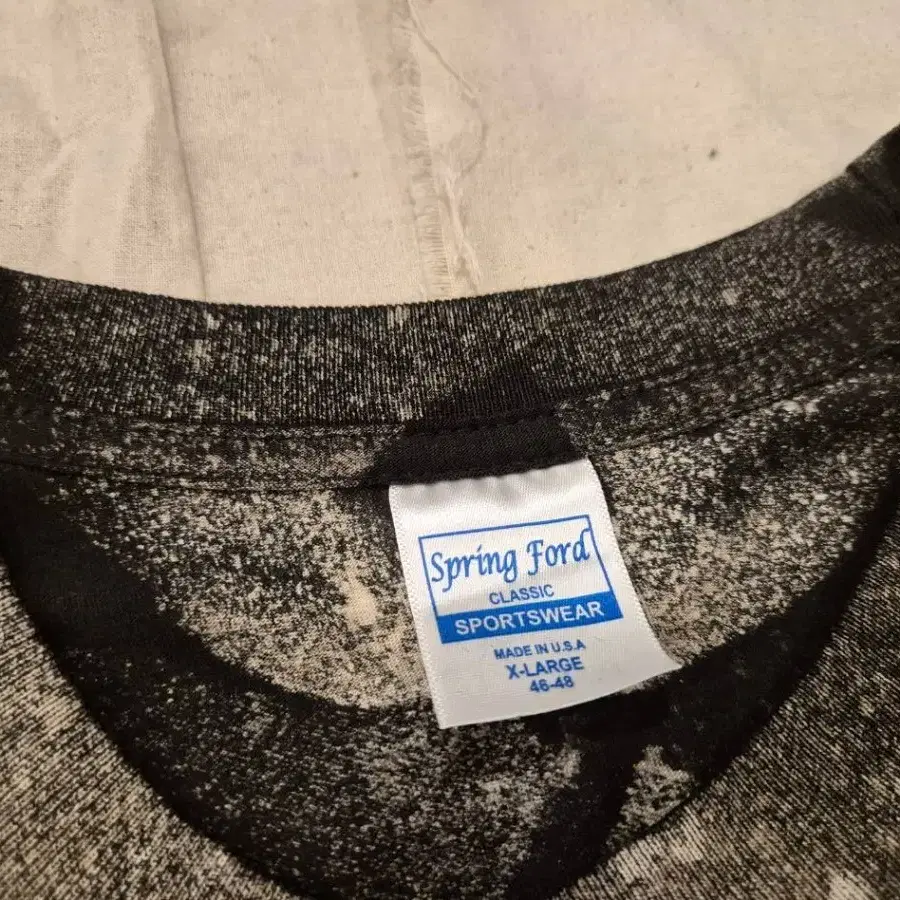 Spring Ford
CLASSIC
SPORTSWEAR
MADE IN U.S.A
X-LARGE
46-48